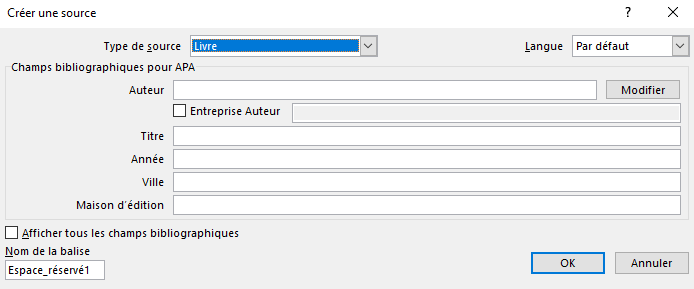 Créer une source ? ×
Type de source Livre Langue Par défaut
Champs bibliographiques pour APA
Auteur Modifier
Entreprise Auteur
Titre
Année
Ville
Maison d'édition
Afficher tous les champs bibliographiques
Nom de la balise
Espace_réservé1 OK Annuler